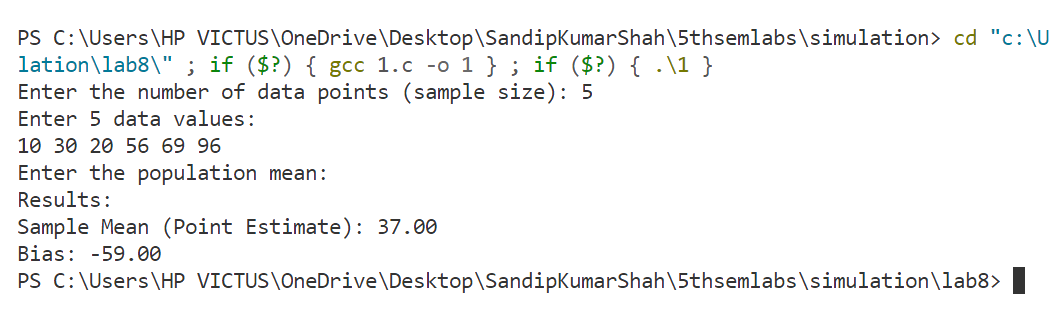 PS C:\Users\HP VICTUS\OneDrive\Desktop\SandipKumarShah\5thsemlabs\simulation> cd "c:\U
lation\lab8\" ; if ($?) { gcc 1.c -o 1 } ; if ($?) { .\1 }
Enter the number of data points (sample size): 5
Enter 5 data values:
10 30 20 56 69 96
Enter the population mean:
Results:
Sample Mean (Point Estimate): 37.00
Bias: -59.00
PS C:\Users\HP VICTUS\OneDrive\Desktop\SandipKumarShah\5thsemlabs\simulation\lab8>